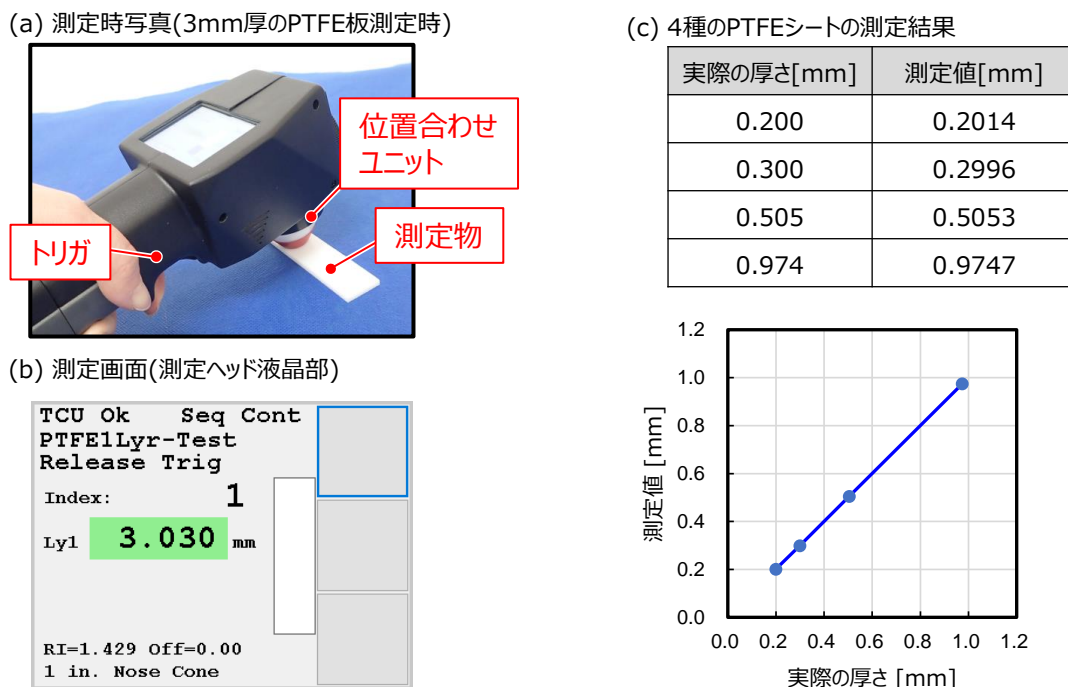 (a) 測定時写真(3mm厚のPTFE板測定時)
位置合わせ
ユニット
測定物
トリガ
(b) 測定画面(測定ヘッド液晶部)
TCU Ok Seq Cont
PTFE1Lyr-Test
Release Trig
Index: 1
Ly1 3.030 mm
RI=1.429 Off=0.00
1 in. Nose Cone
(c) 4種のPTFEシートの測定結果
実際の厚さ[mm] 測定値[mm]
0.200 0.2014
0.300 0.2996
0.505 0.5053
0.974 0.9747
1.2
1.0
0.8
0.6
0.4
0.2
0.0
測定値 [mm]
0.0 0.2 0.4 0.6 0.8 1.0 1.2
実際の厚さ [mm]